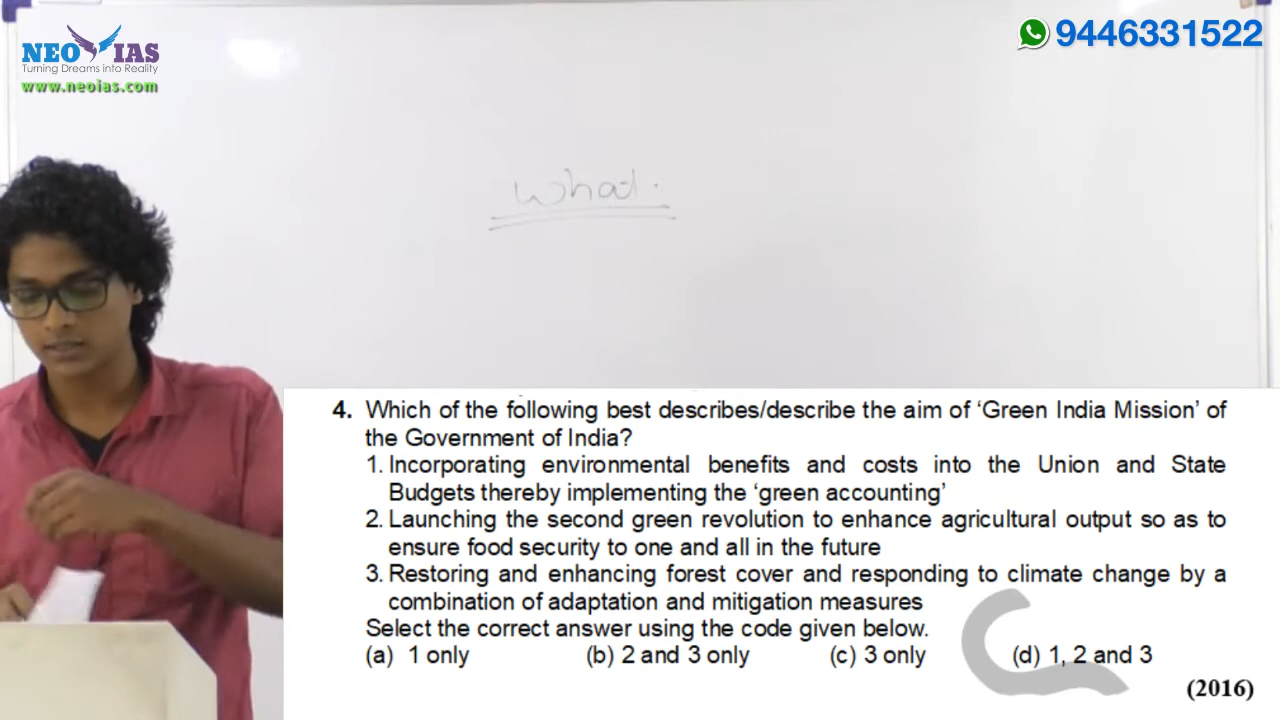 NEO IAS
Turning Dreams into Reality
www.neoias.com
9446331522
What.
4. Which of the following best describes/describe the aim of ‘Green India Mission’ of
the Government of India?
1. Incorporating environmental benefits and costs into the Union and State
Budgets thereby implementing the ‘green accounting’
2. Launching the second green revolution to enhance agricultural output so as to
ensure food security to one and all in the future
3. Restoring and enhancing forest cover and responding to climate change by a
combination of adaptation and mitigation measures
Select the correct answer using the code given below.
(a) 1 only (b) 2 and 3 only (c) 3 only (d) 1, 2 and 3
(2016)